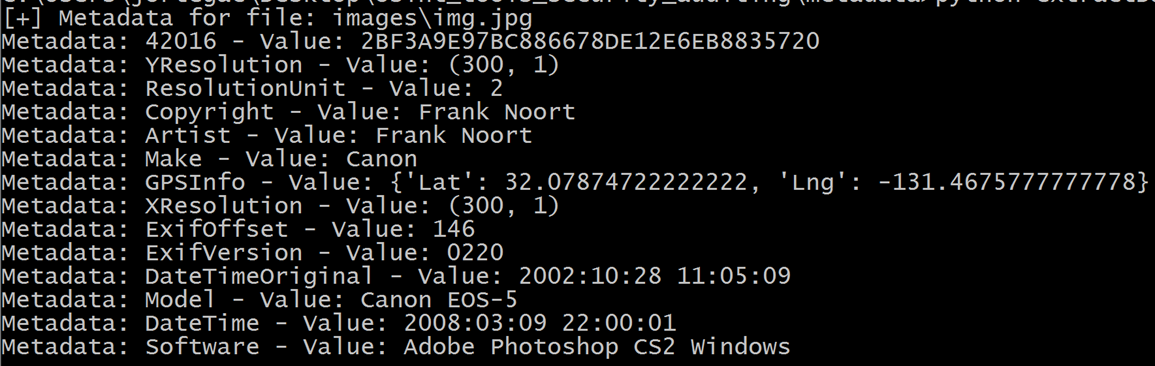 [+] Metadata for file: images\img.jpg
Metadata: 42016 - Value: 2BF3A9E97BC886678DE12E6EB8835720
Metadata: YResolution - Value: (300, 1)
Metadata: ResolutionUnit - Value: 2
Metadata: Copyright - Value: Frank Noort
Metadata: Artist - Value: Frank Noort
Metadata: Make - Value: Canon
Metadata: GPSInfo - Value: {'Lat': 32.07874722222222, 'Lng': -131.4675777777778}
Metadata: XResolution - Value: (300, 1)
Metadata: ExifOffset - Value: 146
Metadata: ExifVersion - Value: 0220
Metadata: DateTimeOriginal - Value: 2002:10:28 11:05:09
Metadata: Model - Value: Canon EOS-5
Metadata: DateTime - Value: 2008:03:09 22:00:01
Metadata: Software - Value: Adobe Photoshop CS2 Windows